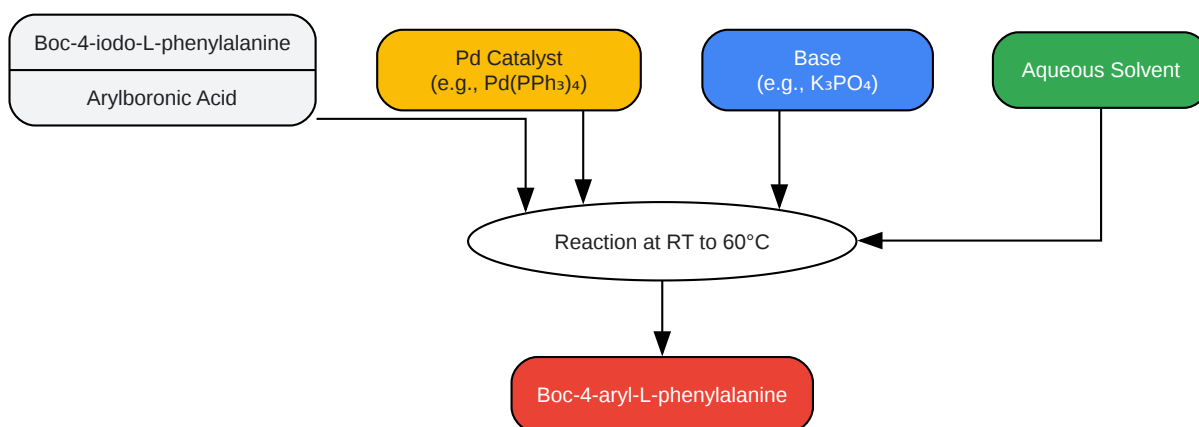 Boc-4-iodo-L-phenylalanine
Arylboronic Acid
Pd Catalyst
(e.g., Pd(PPh₃)₄)
Base
(e.g., K₃PO₄)
Aqueous Solvent
Reaction at RT to 60°C
Boc-4-aryl-L-phenylalanine